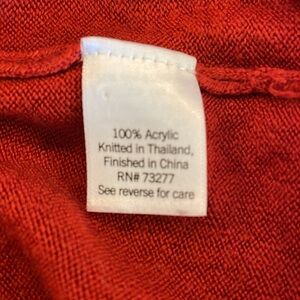 100% Acrylic
Knitted in Thailand,
Finished in China
RN# 73277
See reverse for care